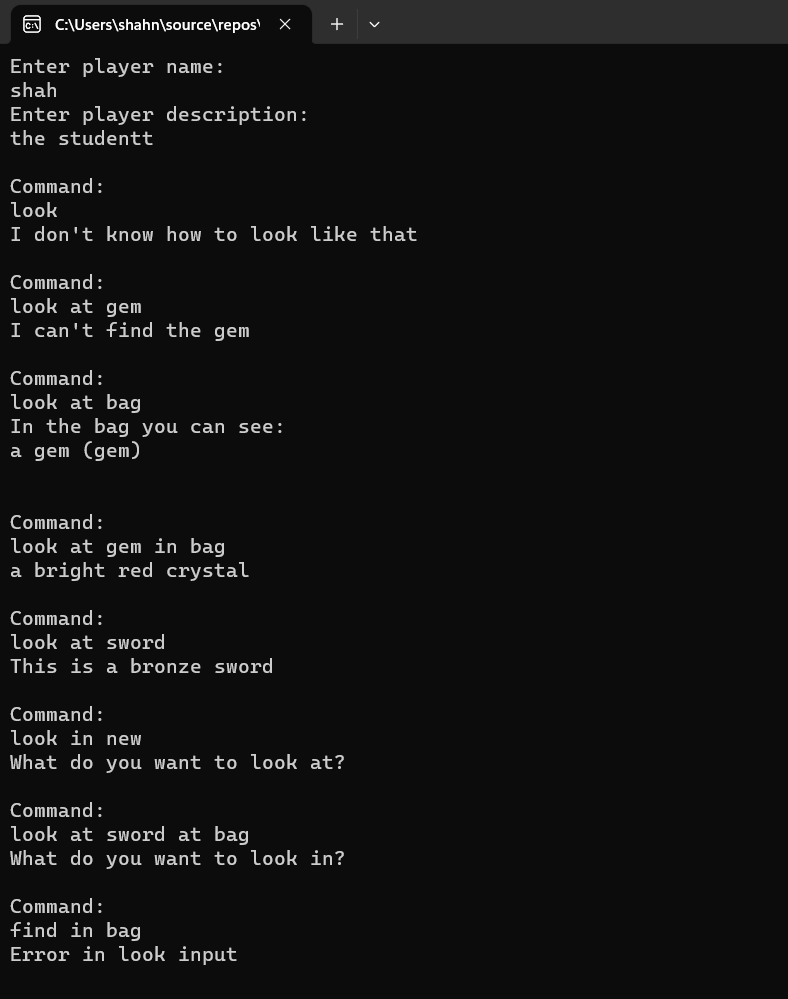 C:\Users\shahn\source\repos\
Enter player name:
shah
Enter player description:
the studentt
Command:
look
I don't know how to look like that
Command:
look at gem
I can't find the gem
Command:
look at bag
In the bag you can see:
a gem (gem)
Command:
look at gem in bag
a bright red crystal
Command:
look at sword
This is a bronze sword
Command:
look in new
What do you want to look at?
Command:
look at sword at bag
What do you want to look in?
Command:
find in bag
Error in look input